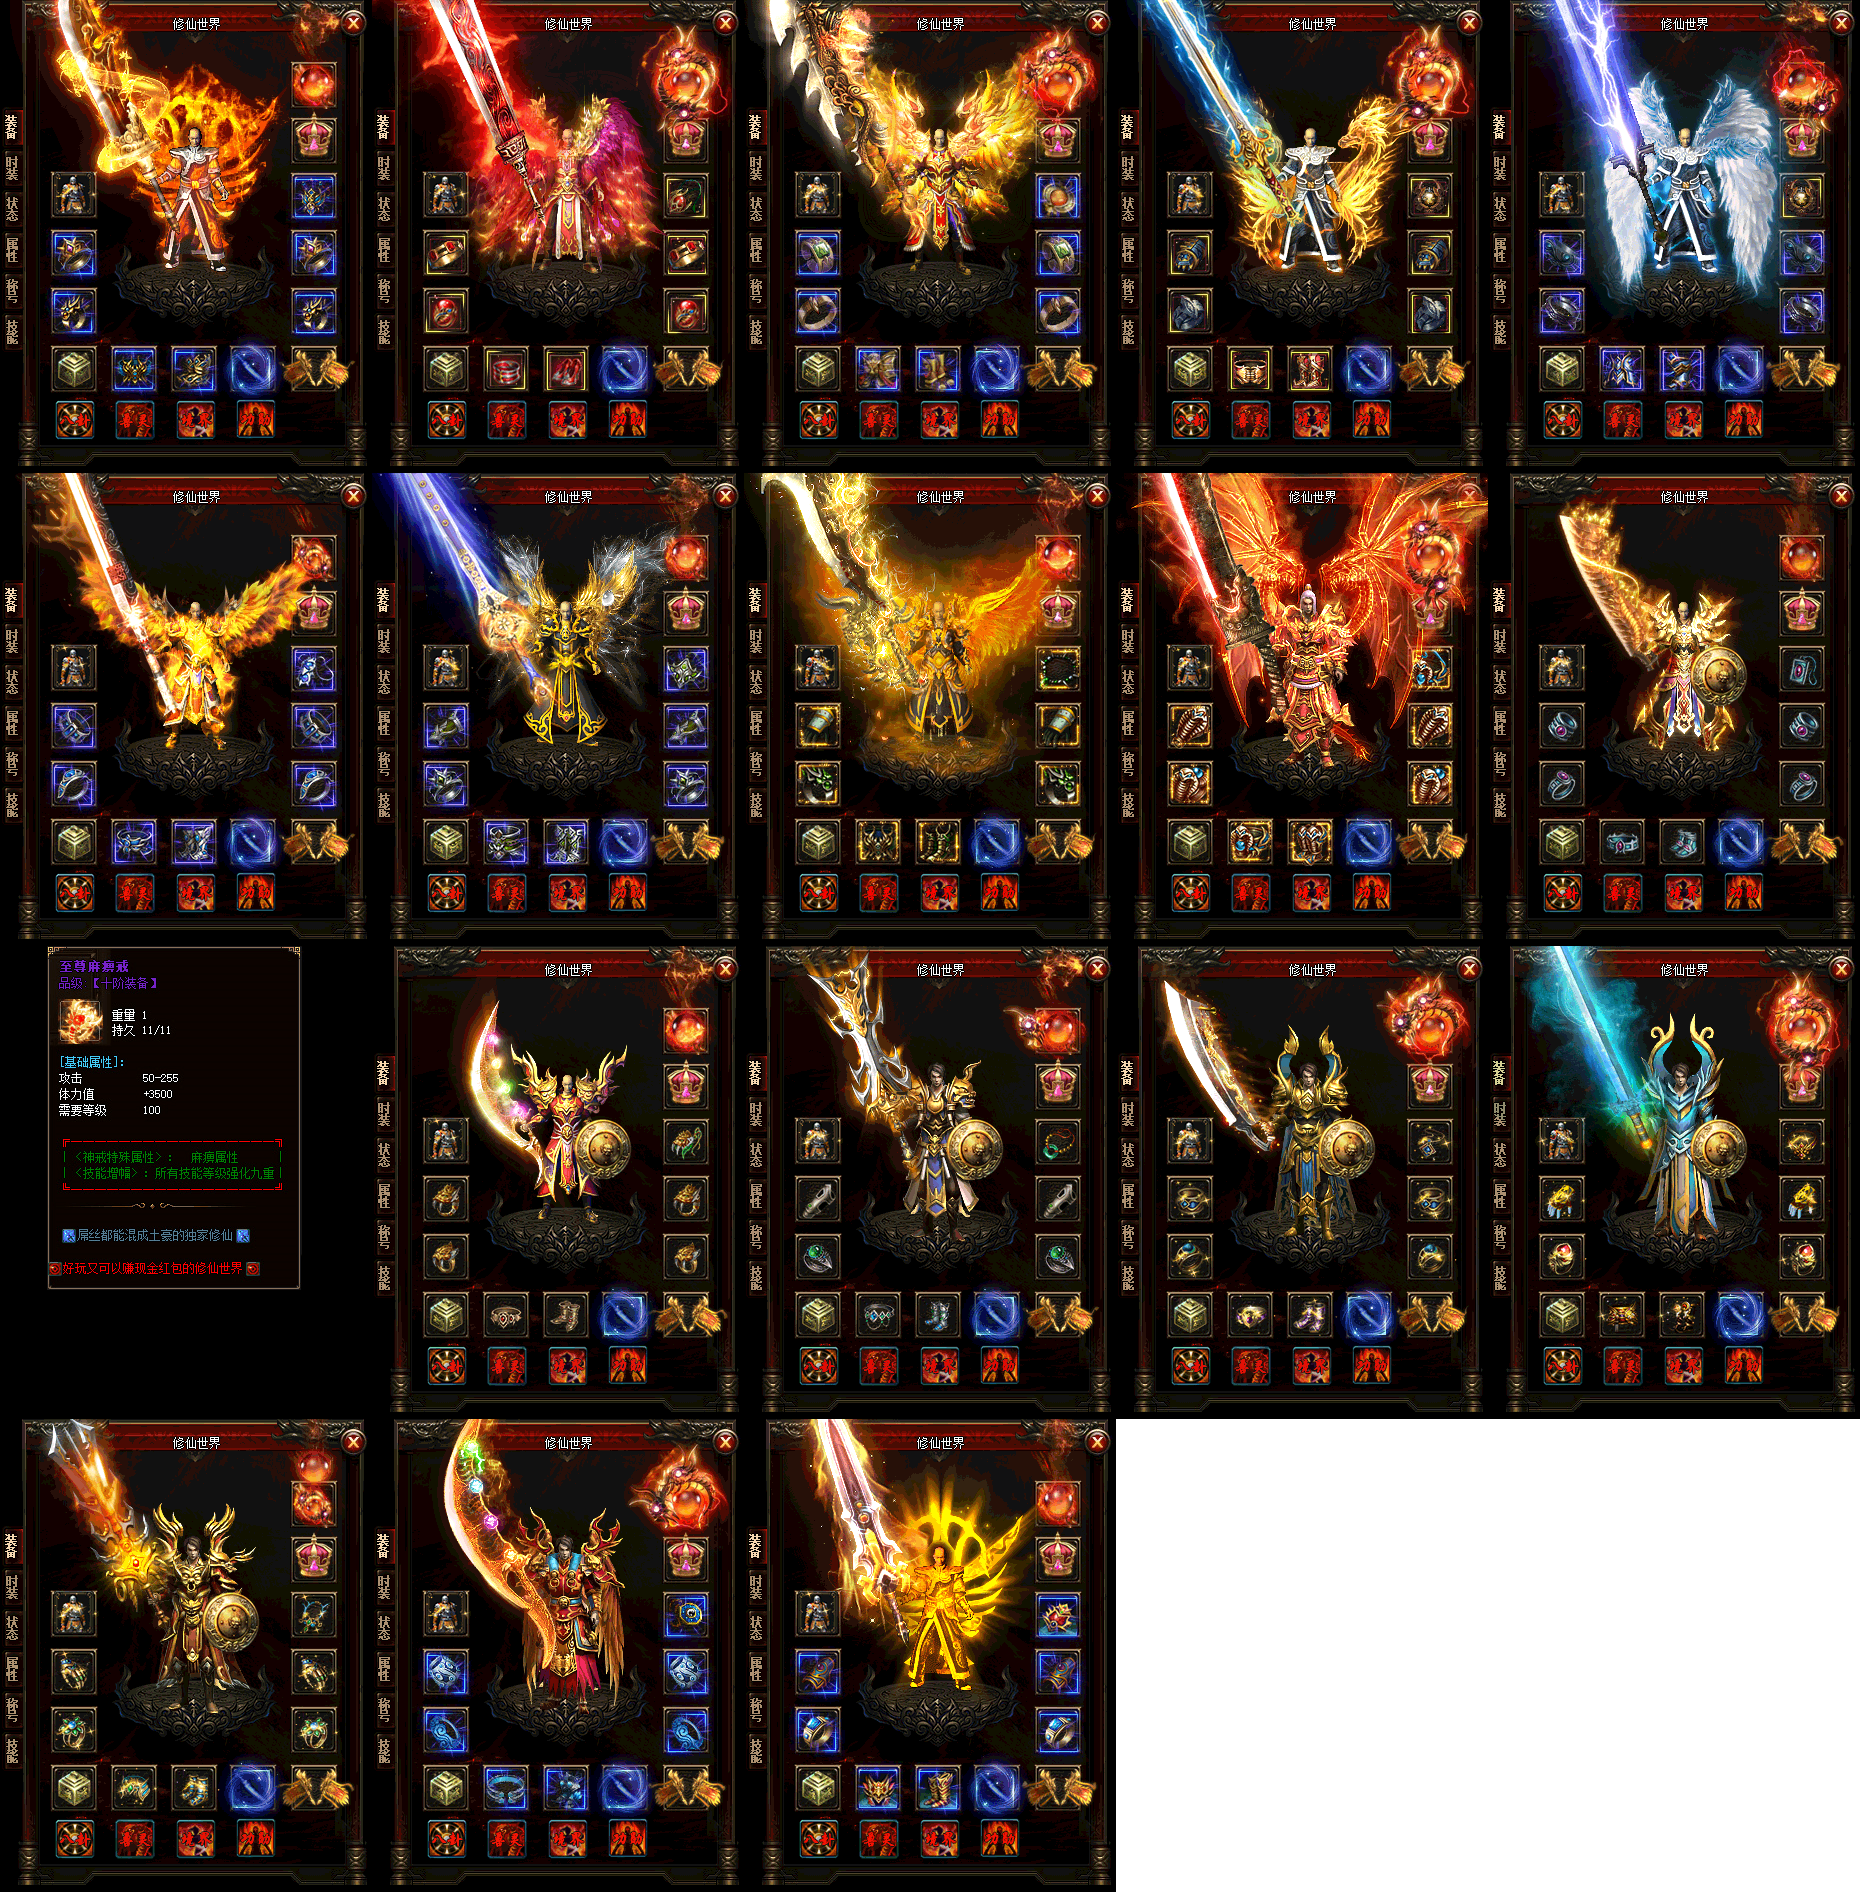 修仙世界
装备
时装
状态
属性
称号
技能
修仙世界
装备
时装
状态
属性
称号
技能
修仙世界
装备
时装
状态
属性
称号
技能
修仙世界
装备
时装
状态
属性
称号
技能
修仙世界
装备
时装
状态
属性
称号
技能
修仙世界
装备
时装
状态
属性
称号
技能
修仙世界
装备
时装
状态
属性
称号
技能
修仙世界
装备
时装
状态
属性
称号
技能
修仙世界
装备
时装
状态
属性
称号
技能
修仙世界
装备
时装
状态
属性
称号
技能
至尊麻痹戒
品级:【十阶装备】
重量 1
持久 11/11
[基础属性]:
攻击 50-255
体力值 +3500
需要等级 100
<神戒特殊属性>: 麻痹属性
<技能增幅>: 所有技能等级强化九重
屌丝都能混成土豪的独家修仙
好玩又可以赚现金红包的修仙世界
修仙世界
装备
时装
状态
属性
称号
技能
修仙世界
装备
时装
状态
属性
称号
技能
修仙世界
装备
时装
状态
属性
称号
技能
修仙世界
装备
时装
状态
属性
称号
技能
修仙世界
装备
时装
状态
属性
称号
技能
修仙世界
装备
时装
状态
属性
称号
技能
修仙世界
装备
时装
状态
属性
称号
技能